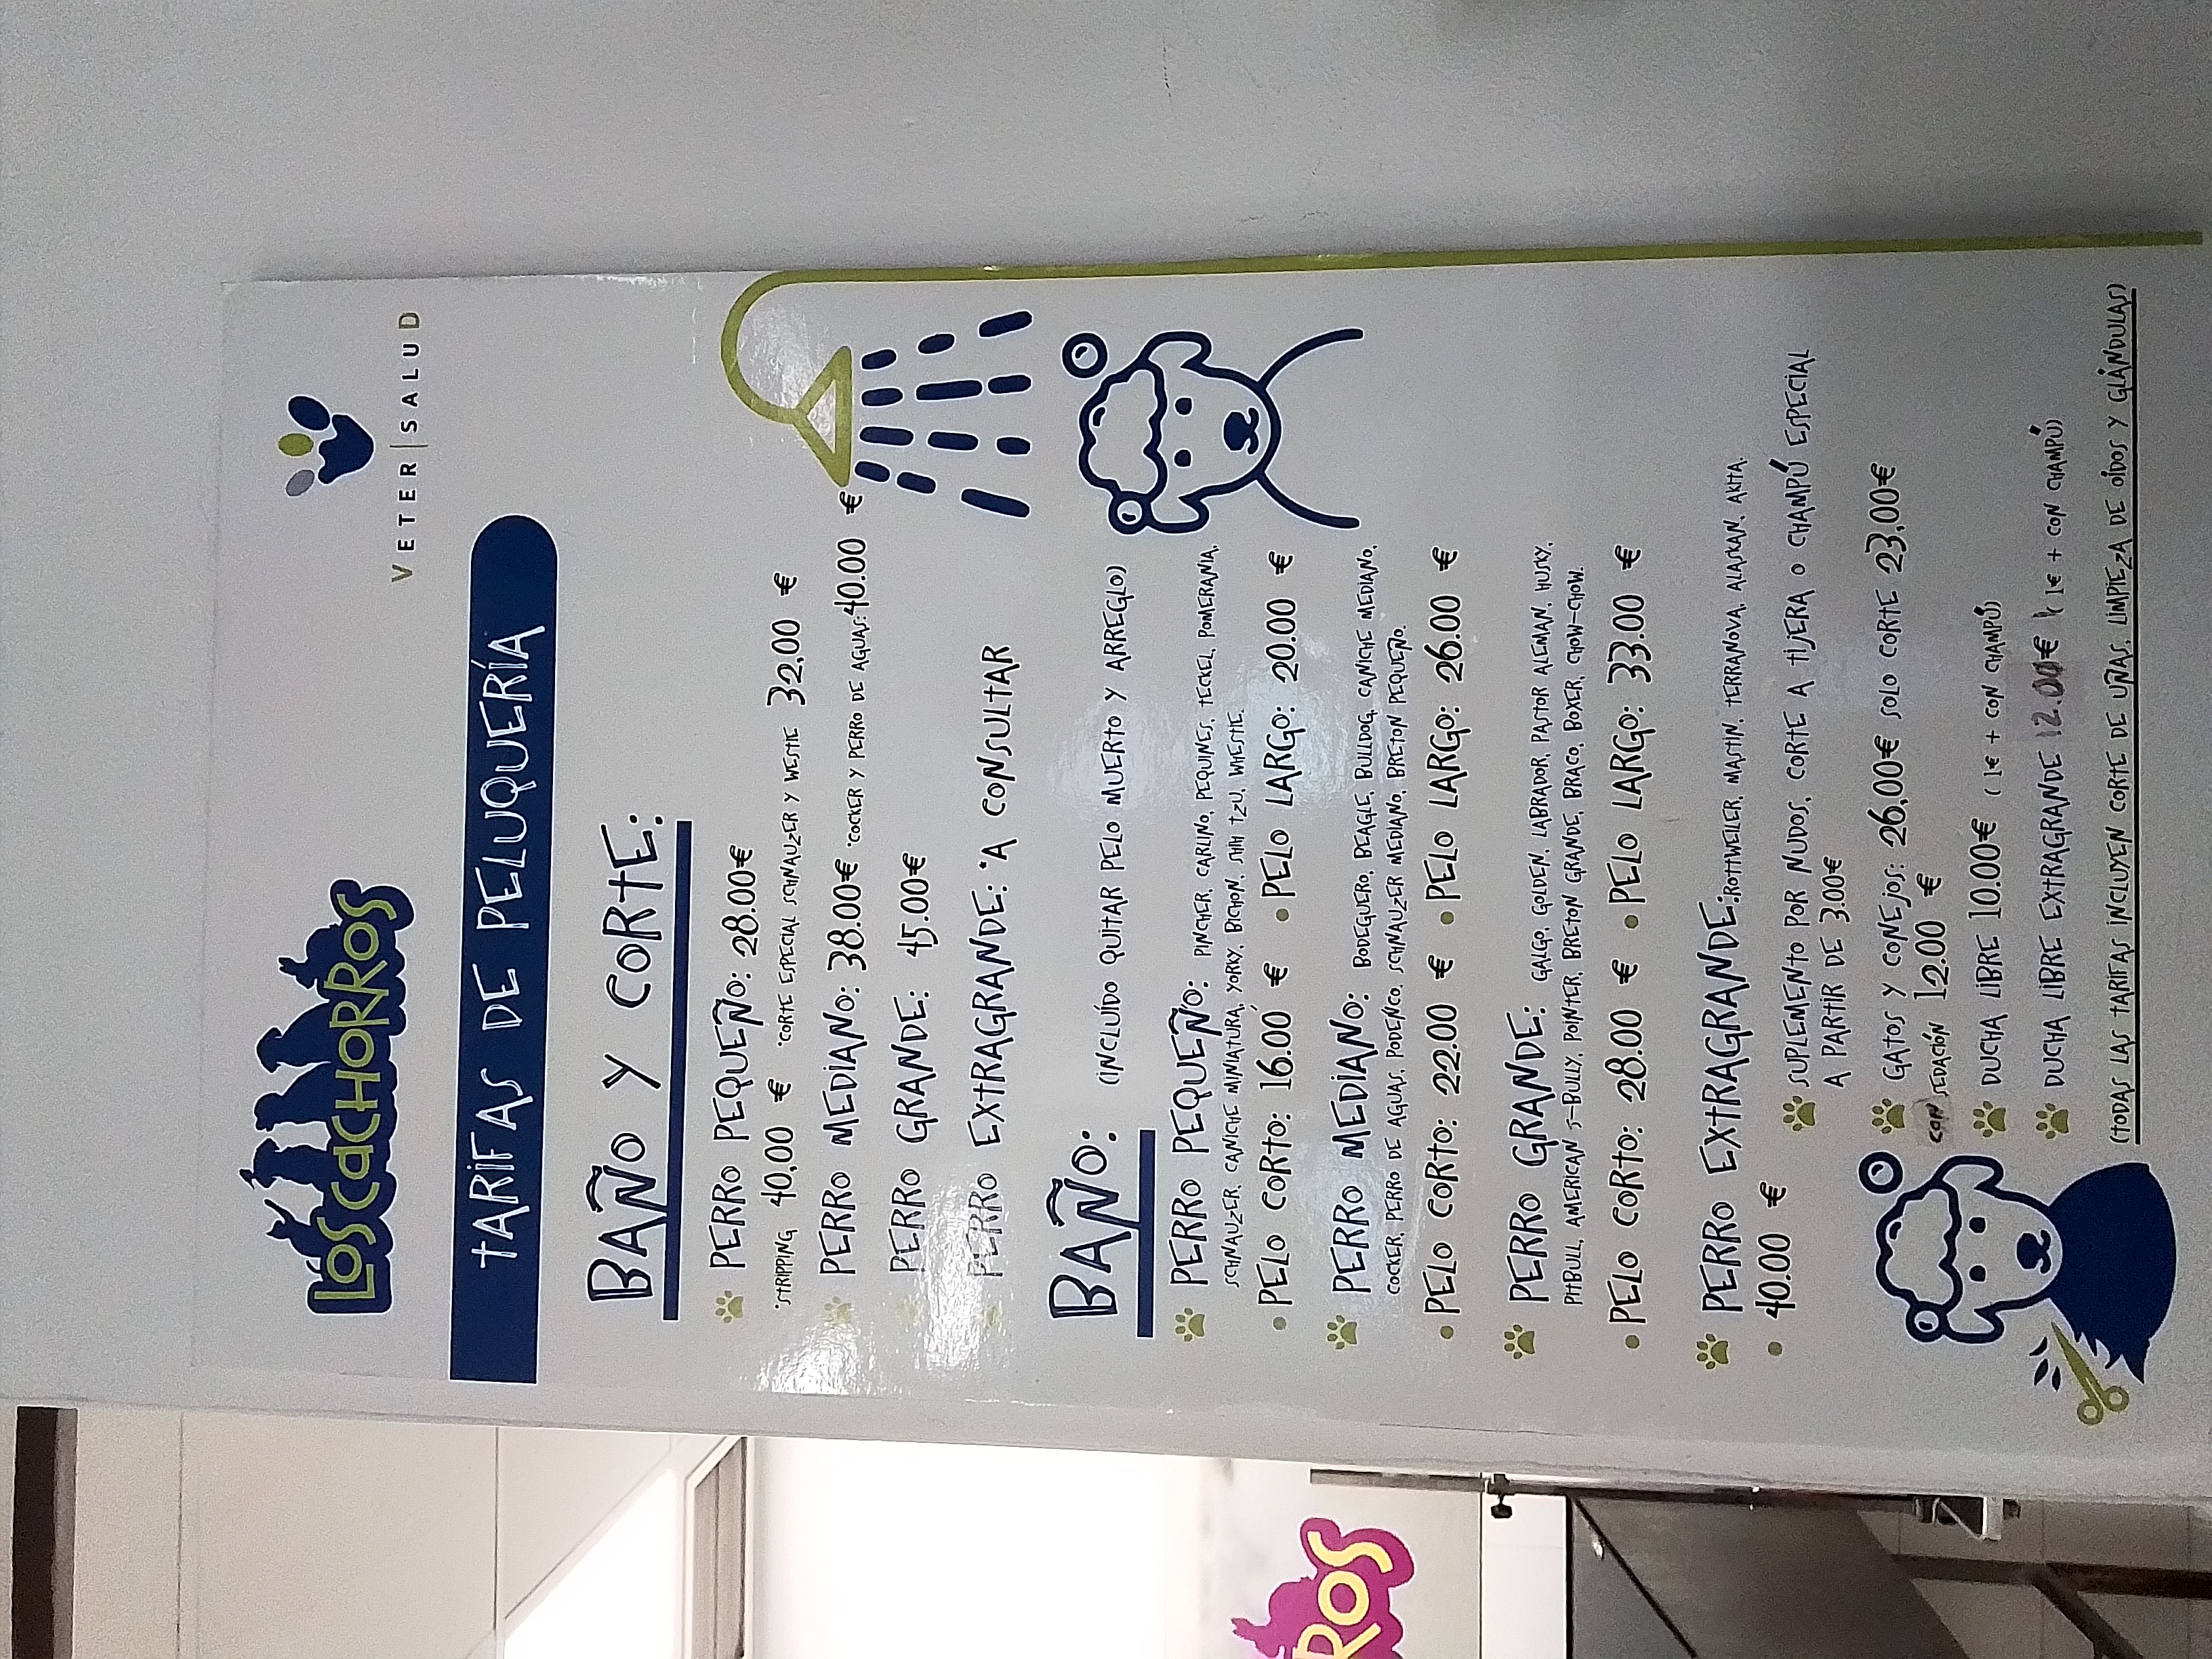 LOS CACHORROS
VETER|SALUD
TARIFAS DE PELUQUERÍA
BAÑO Y CORTE:
PERRO PEQUEÑO: 28.00€
*STRIPPING 40,00 € *CORTE ESPECIAL SCHNAUZER Y WESTIE 32,00 €
PERRO MEDIANO: 38.00€ *COCKER Y PERRO DE AGUAS: 40.00 €
PERRO GRANDE: 45.00€
PERRO EXTRAGRANDE: *A CONSULTAR
BAÑO: (INCLUÍDO QUITAR PELO MUERTO Y ARREGLO)
PERRO PEQUEÑO: PINCHER, CARLINO, PEQUINES, TECKEL, POMERANIA,
SCHNAUZER, CANICHE MINIATURA, YORKY, BICHON, SHIH TZU, WHESTIE.
• PELO CORTO: 16.00 € • PELO LARGO: 20.00 €
PERRO MEDIANO: BODEGUERO, BEAGLE, BULLDOG, CANICHE MEDIANO,
COCKER, PERRO DE AGUAS, PODENCO, SCHNAUZER MEDIANO, BRETON PEQUEÑO.
• PELO CORTO: 22.00 € • PELO LARGO: 26.00 €
PERRO GRANDE: GALGO, GOLDEN, LABRADOR, PASTOR ALEMAN, HUSKY,
PITBULL, AMERICAN S-BULLY, POINTER, BRETON GRANDE, BRACO, BOXER, CHOW-CHOW.
• PELO CORTO: 28.00 € • PELO LARGO: 33.00 €
PERRO EXTRAGRANDE: ROTTWEILER, MASTIN, TERRANOVA, ALASKAN, AKITA.
• 40.00 €
SUPLEMENTO POR NUDOS, CORTE A TIJERA O CHAMPÚ ESPECIAL
A PARTIR DE 3.00€
GATOS Y CONEJOS: 26,00€ SOLO CORTE 23,00€
CON SEDACIÓN 12.00 €
DUCHA LIBRE 10.00€ ( 1€ + CON CHAMPÚ)
DUCHA LIBRE EXTRAGRANDE 12.00€ ( 1€ + CON CHAMPÚ)
(TODAS LAS TARIFAS INCLUYEN CORTE DE UÑAS, LIMPIEZA DE OÍDOS Y GLÁNDULAS)
ROS